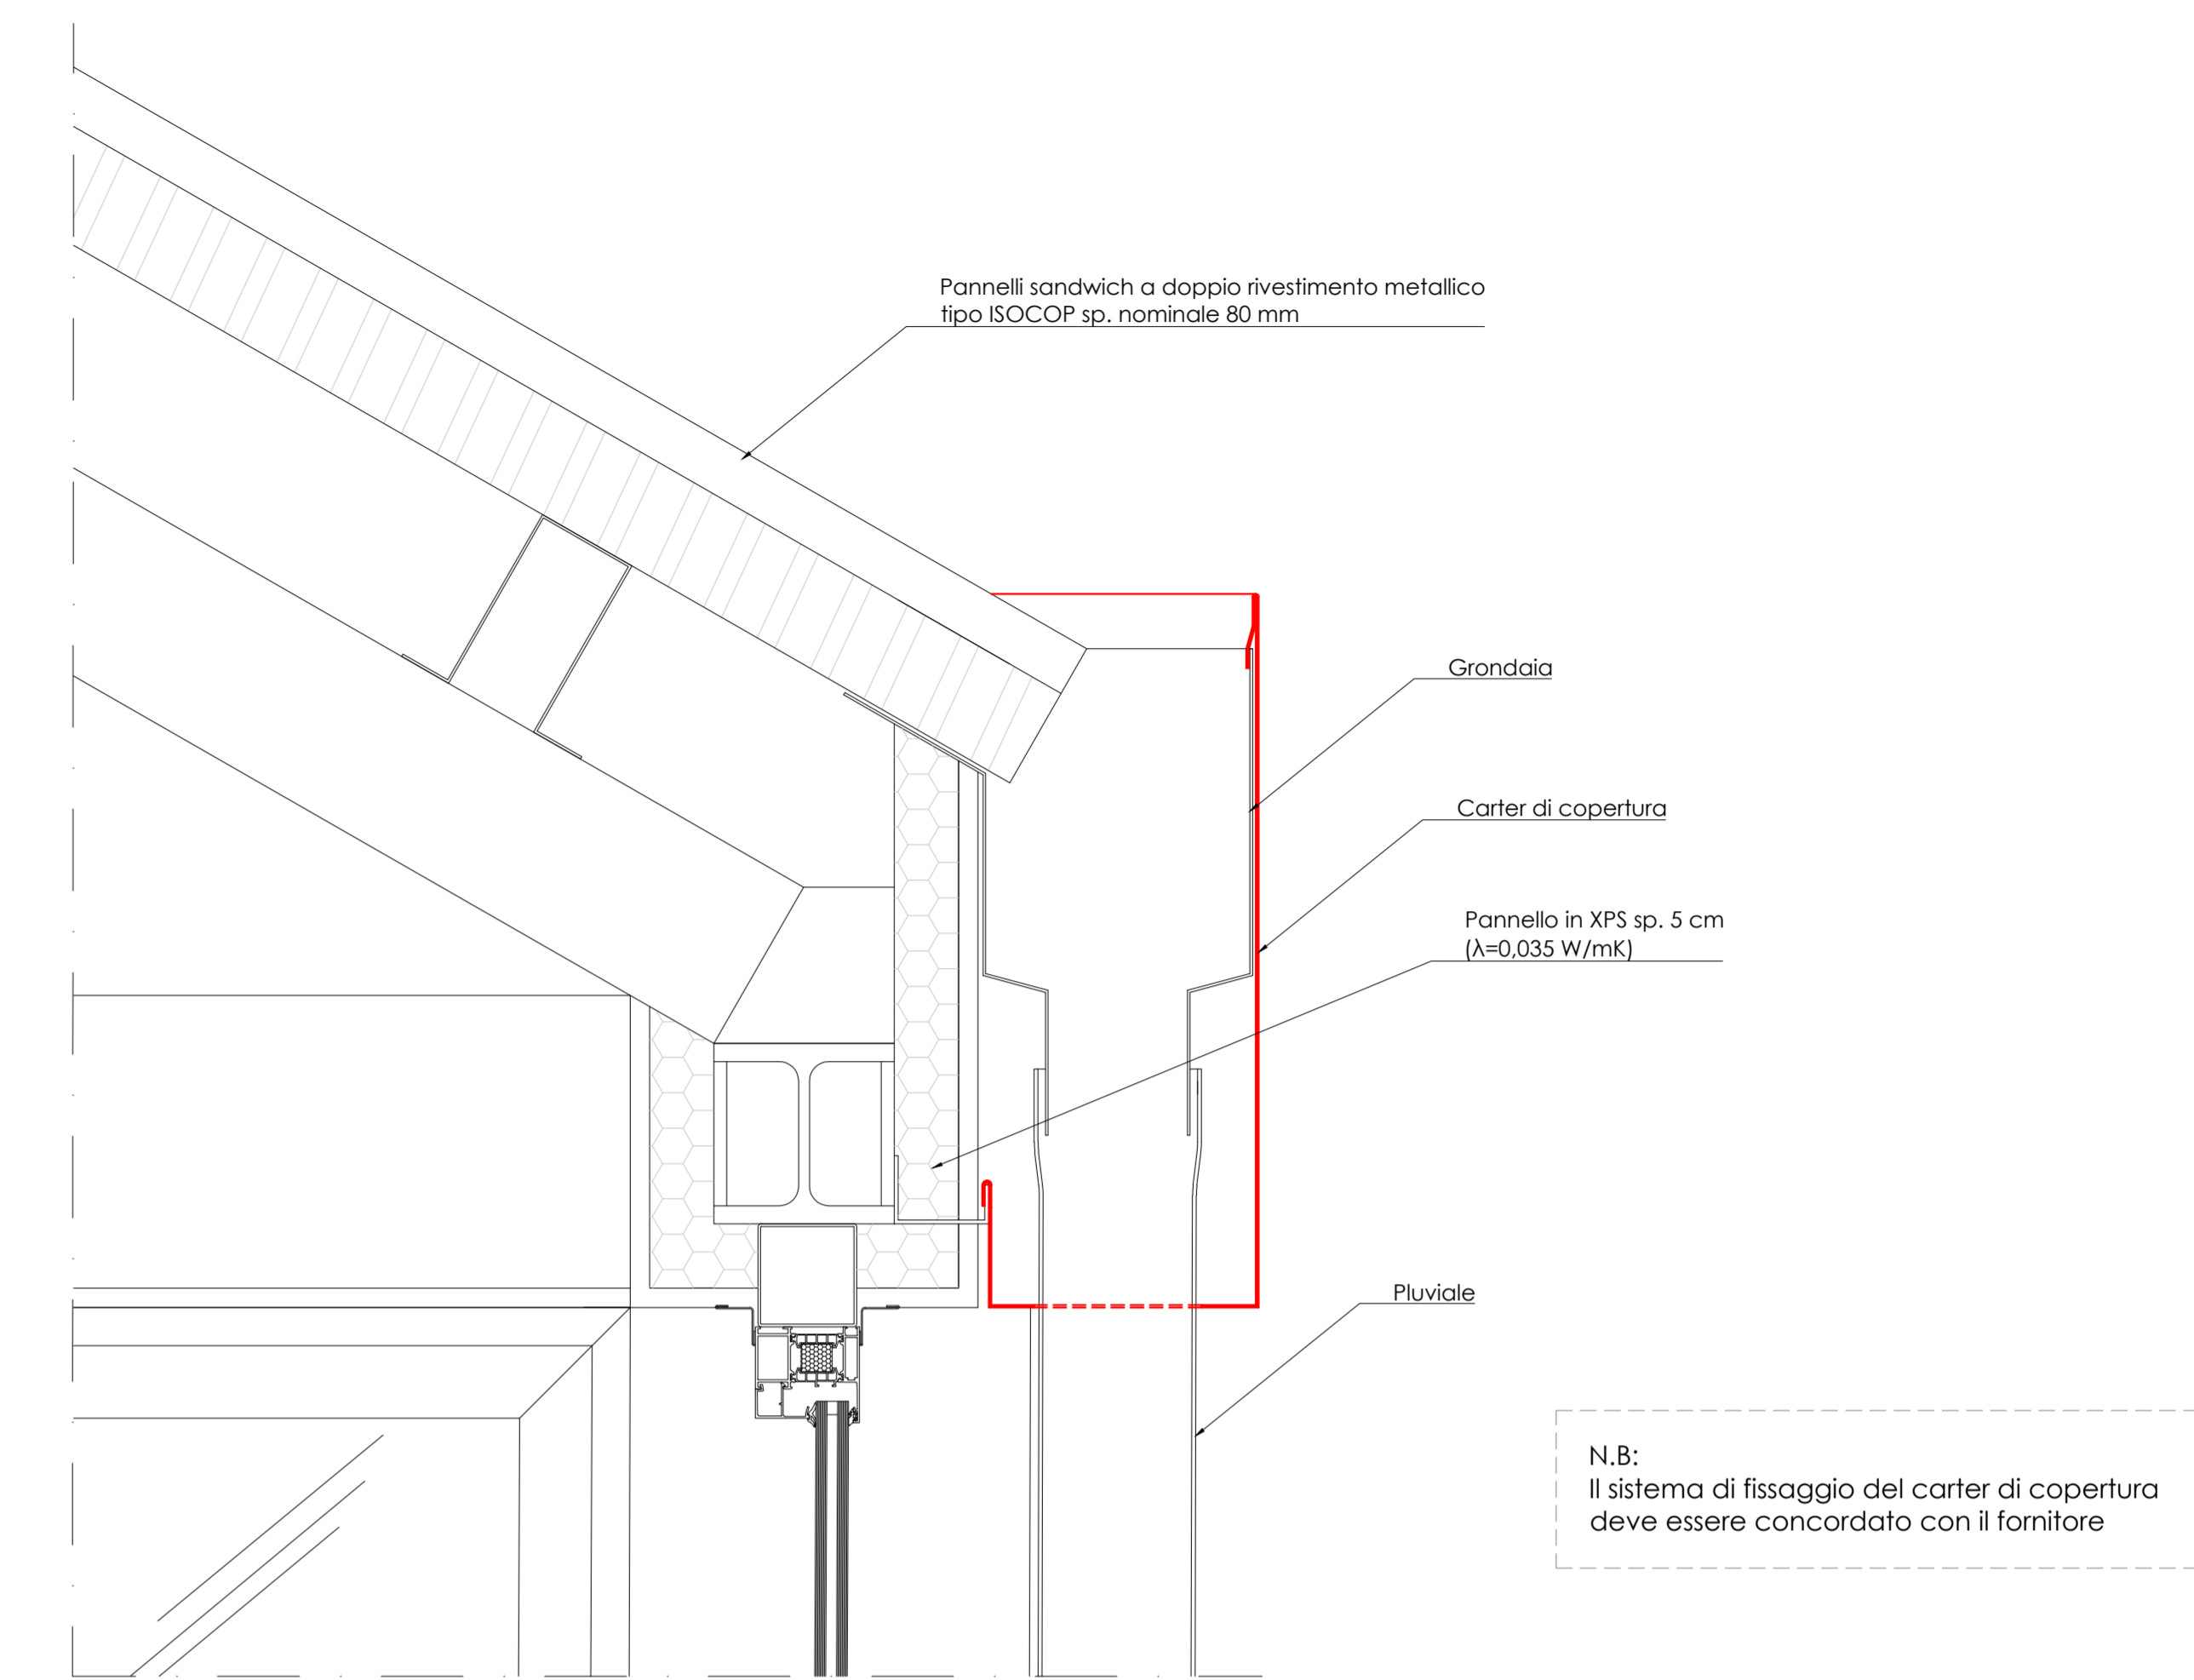 Pannelli sandwich a doppio rivestimento metallico
tipo ISOCOP sp. nominale 80 mm
Grondaia
Carter di copertura
Pannello in XPS sp. 5 cm
(λ=0,035 W/mK)
Pluviale
N.B:
Il sistema di fissaggio del carter di copertura
deve essere concordato con il fornitore